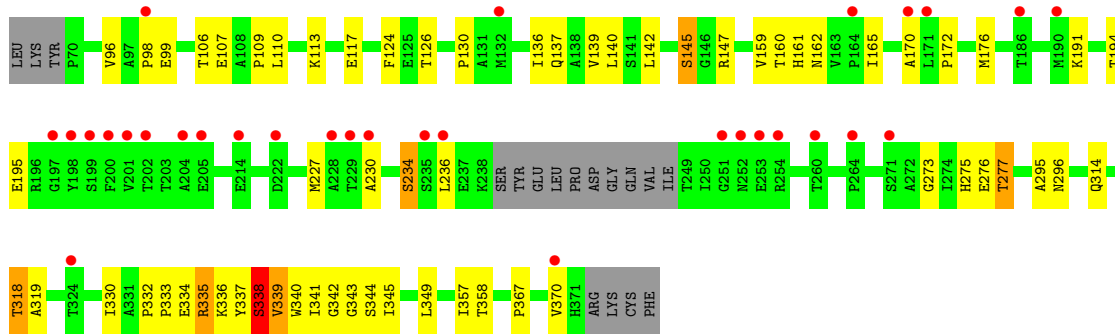 LEU LYS TYR P70 V96 A97 P98 E99 T106 E107 A108 P109 L110 K113 E117 F124 E125 T126 P130 A131 M132 I136 Q137 A138 V139 L140 S141 L142 S145 G146 R147 V159 T160 H161 N162 V163 P164 I165 A170 L171 P172 M176 T186 M190 K191 T194
E195 R196 G197 Y198 S199 F200 V201 T202 T203 A204 E205 E214 D222 M227 A228 T229 A230 S234 S235 L236 E237 K238 SER TYR GLU LEU PRO ASP GLY GLN VAL ILE T249 I250 G251 N252 E253 R254 T260 P264 S271 A272 G273 I274 H275 E276 T277 A295 N296 Q314
T318 A319 T324 I330 A331 P332 P333 E334 R335 K336 Y337 S338 V339 W340 I341 G342 G343 S344 I345 L349 I357 T358 P367 V370 H371 ARG LYS CYS PHE